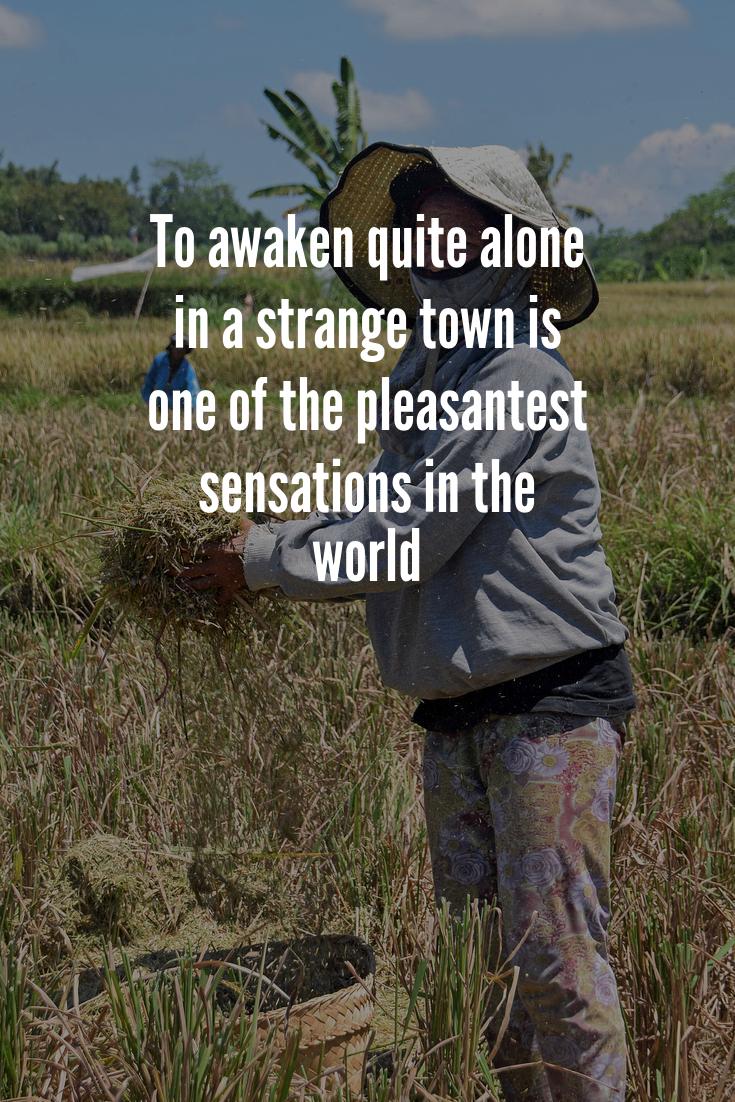 To awaken quite alone
in a strange town is
one of the pleasantest
sensations in the
world